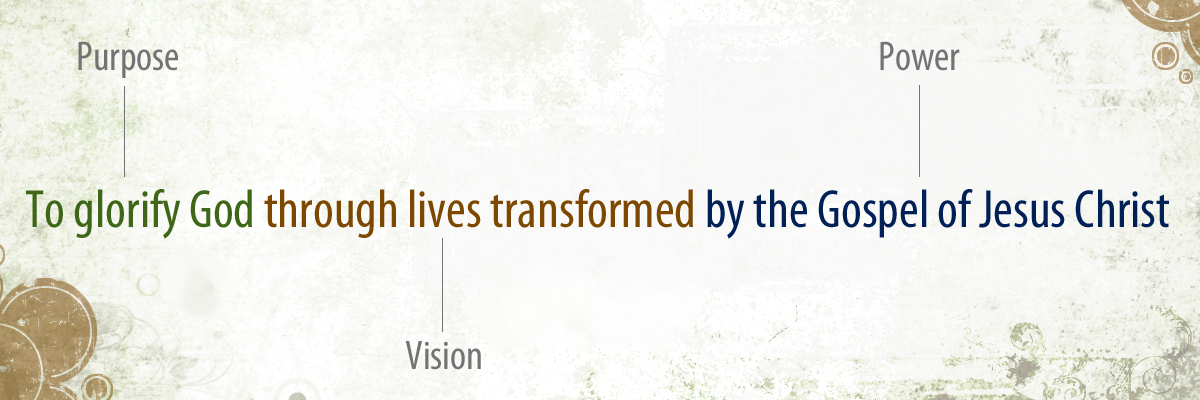 Purpose
Power
To glorify God through lives transformed by the Gospel of Jesus Christ
Vision